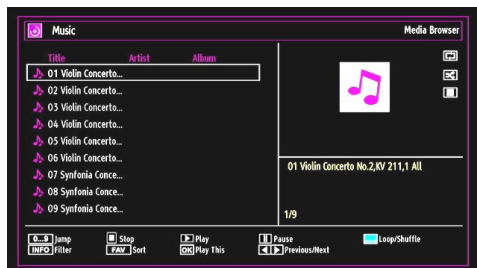 Music Media Browser
Title Artist Album
01 Violin Concerto...
02 Violin Concerto...
03 Violin Concerto...
04 Violin Concerto...
05 Violin Concerto...
06 Violin Concerto...
07 Synfonia Conce...
08 Synfonia Conce...
09 Synfonia Conce...
01 Violin Concerto No.2,KV 211,1 All
1/9
0...9 Jump Stop Play Pause Loop/Shuffle
INFO Filter FAV Sort OK Play This Previous/Next